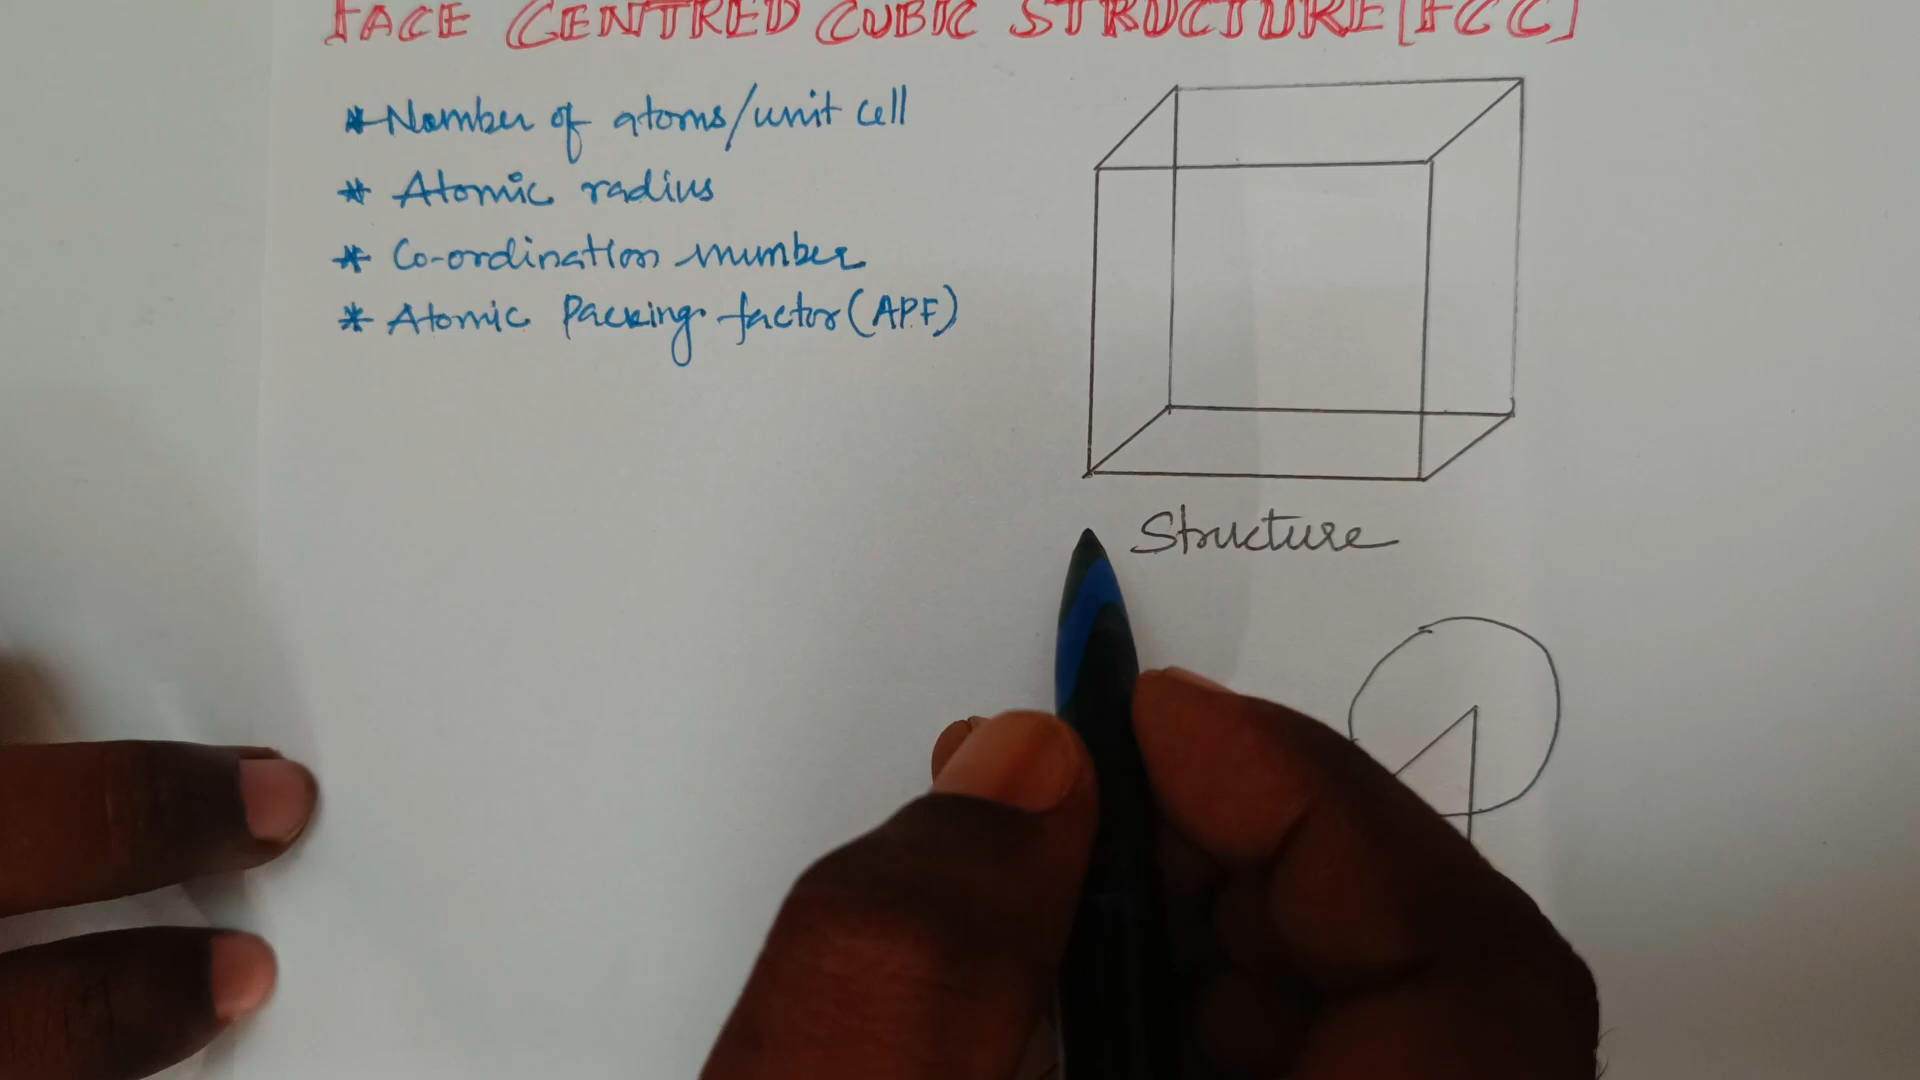 FACE CENTRED CUBIC STRUCTURE [FCC]
* Number of atoms/unit cell
* Atomic radius
* Co-ordination number
* Atomic Packing factor (APF)
Structure